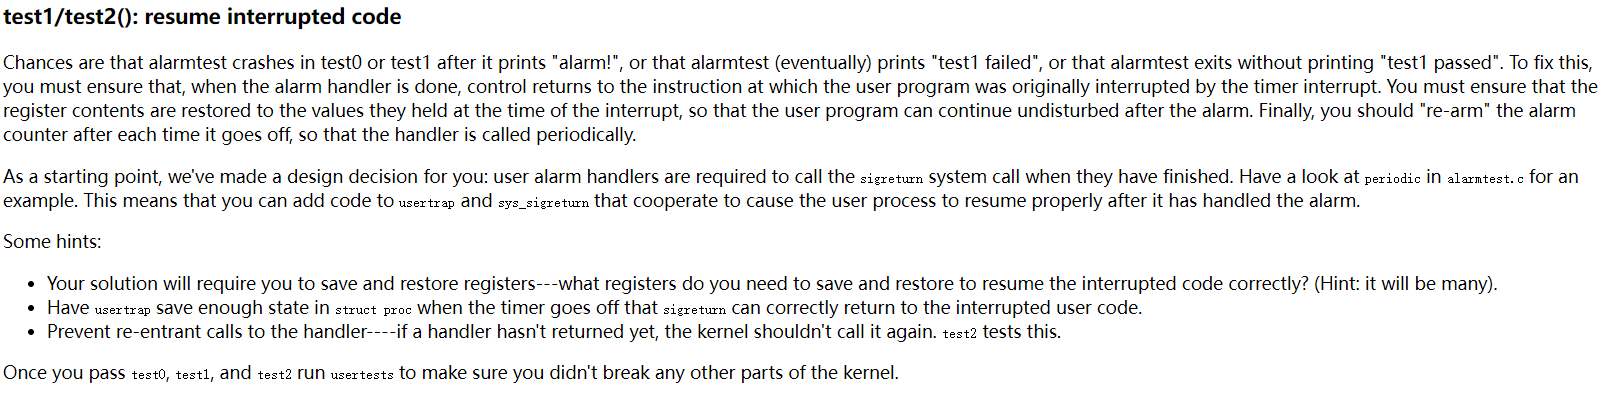 test1/test2(): resume interrupted code
Chances are that alarmtest crashes in test0 or test1 after it prints "alarm!", or that alarmtest (eventually) prints "test1 failed", or that alarmtest exits without printing "test1 passed". To fix this,
you must ensure that, when the alarm handler is done, control returns to the instruction at which the user program was originally interrupted by the timer interrupt. You must ensure that the
register contents are restored to the values they held at the time of the interrupt, so that the user program can continue undisturbed after the alarm. Finally, you should "re-arm" the alarm
counter after each time it goes off, so that the handler is called periodically.
As a starting point, we've made a design decision for you: user alarm handlers are required to call the sigreturn system call when they have finished. Have a look at periodic in alarmtest.c for an
example. This means that you can add code to usertrap and sys_sigreturn that cooperate to cause the user process to resume properly after it has handled the alarm.
Some hints:
• Your solution will require you to save and restore registers---what registers do you need to save and restore to resume the interrupted code correctly? (Hint: it will be many).
• Have usertrap save enough state in struct proc when the timer goes off that sigreturn can correctly return to the interrupted user code.
• Prevent re-entrant calls to the handler----if a handler hasn't returned yet, the kernel shouldn't call it again. test2 tests this.
Once you pass test0, test1, and test2 run usertests to make sure you didn't break any other parts of the kernel.